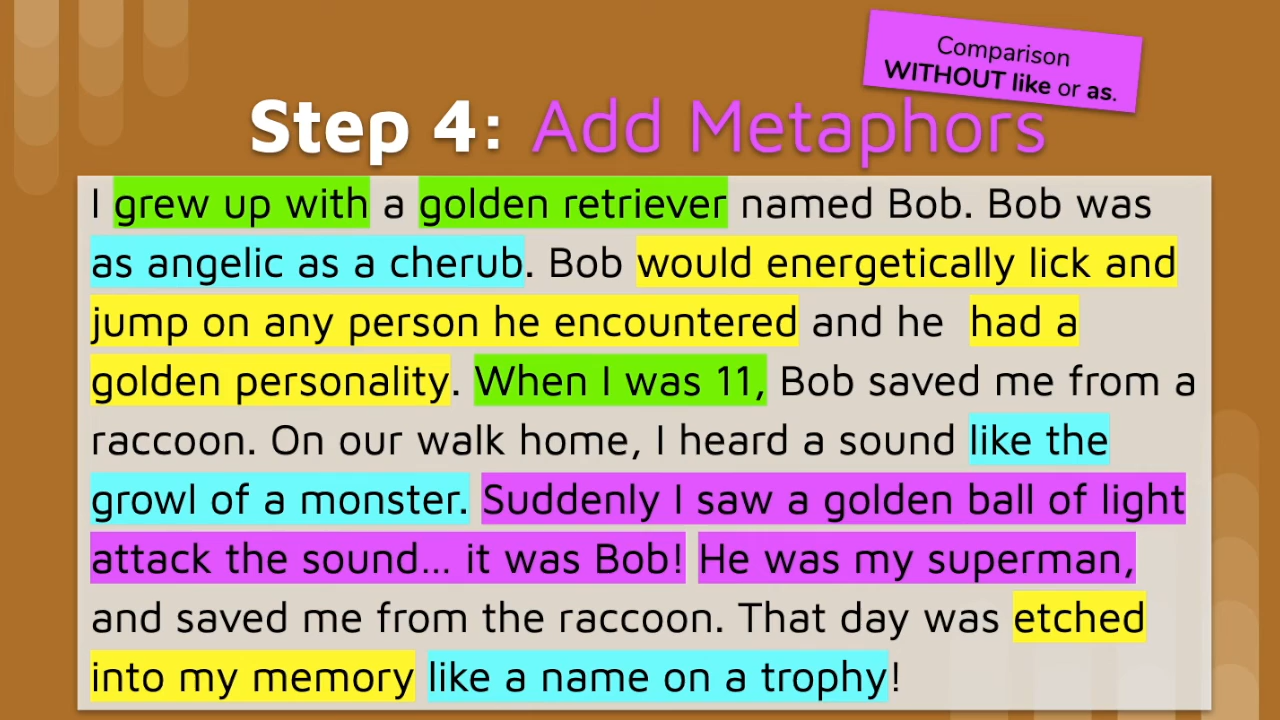 Comparison
WITHOUT like or as.
Step 4: Add Metaphors
I grew up with a golden retriever named Bob. Bob was
as angelic as a cherub. Bob would energetically lick and
jump on any person he encountered and he had a
golden personality. When I was 11, Bob saved me from a
raccoon. On our walk home, I heard a sound like the
growl of a monster. Suddenly I saw a golden ball of light
attack the sound... it was Bob! He was my superman,
and saved me from the raccoon. That day was etched
into my memory like a name on a trophy!